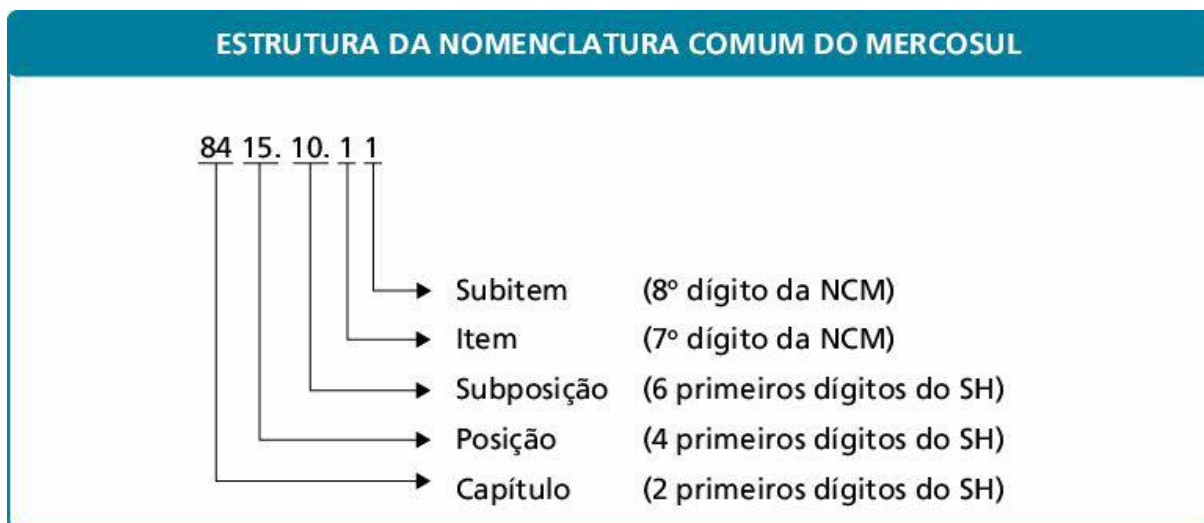 ESTRUTURA DA NOMENCLATURA COMUM DO MERCOSUL
84 15. 10. 1 1
Subitem (8º dígito da NCM)
Item (7º dígito da NCM)
Subposição (6 primeiros dígitos do SH)
Posição (4 primeiros dígitos do SH)
Capítulo (2 primeiros dígitos do SH)